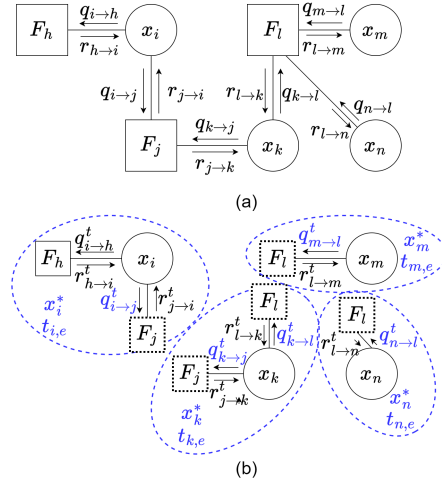 F_h q_{i→h} r_{h→i} x_i F_l q_{m→l} r_{l→m} x_m
q_{i→j} r_{j→i} r_{l→k} q_{k→l} q_{n→l} r_{l→n}
F_j q_{k→j} r_{j→k} x_k x_n
(a)
F_h q^t_{i→h} r^t_{h→i} x_i F_l q^t_{m→l} r^t_{l→m} x_m x^*_m t_{m,e}
x^*_i t_{i,e} q^t_{i→j} r^t_{j→i} F_j F_l F_l
r^t_{l→k} q^t_{k→l} r^t_{l→n} q^t_{n→l}
F_j q^t_{k→j} r^t_{j→k} x_k x_n
x^*_k t_{k,e} x^*_n t_{n,e}
(b)